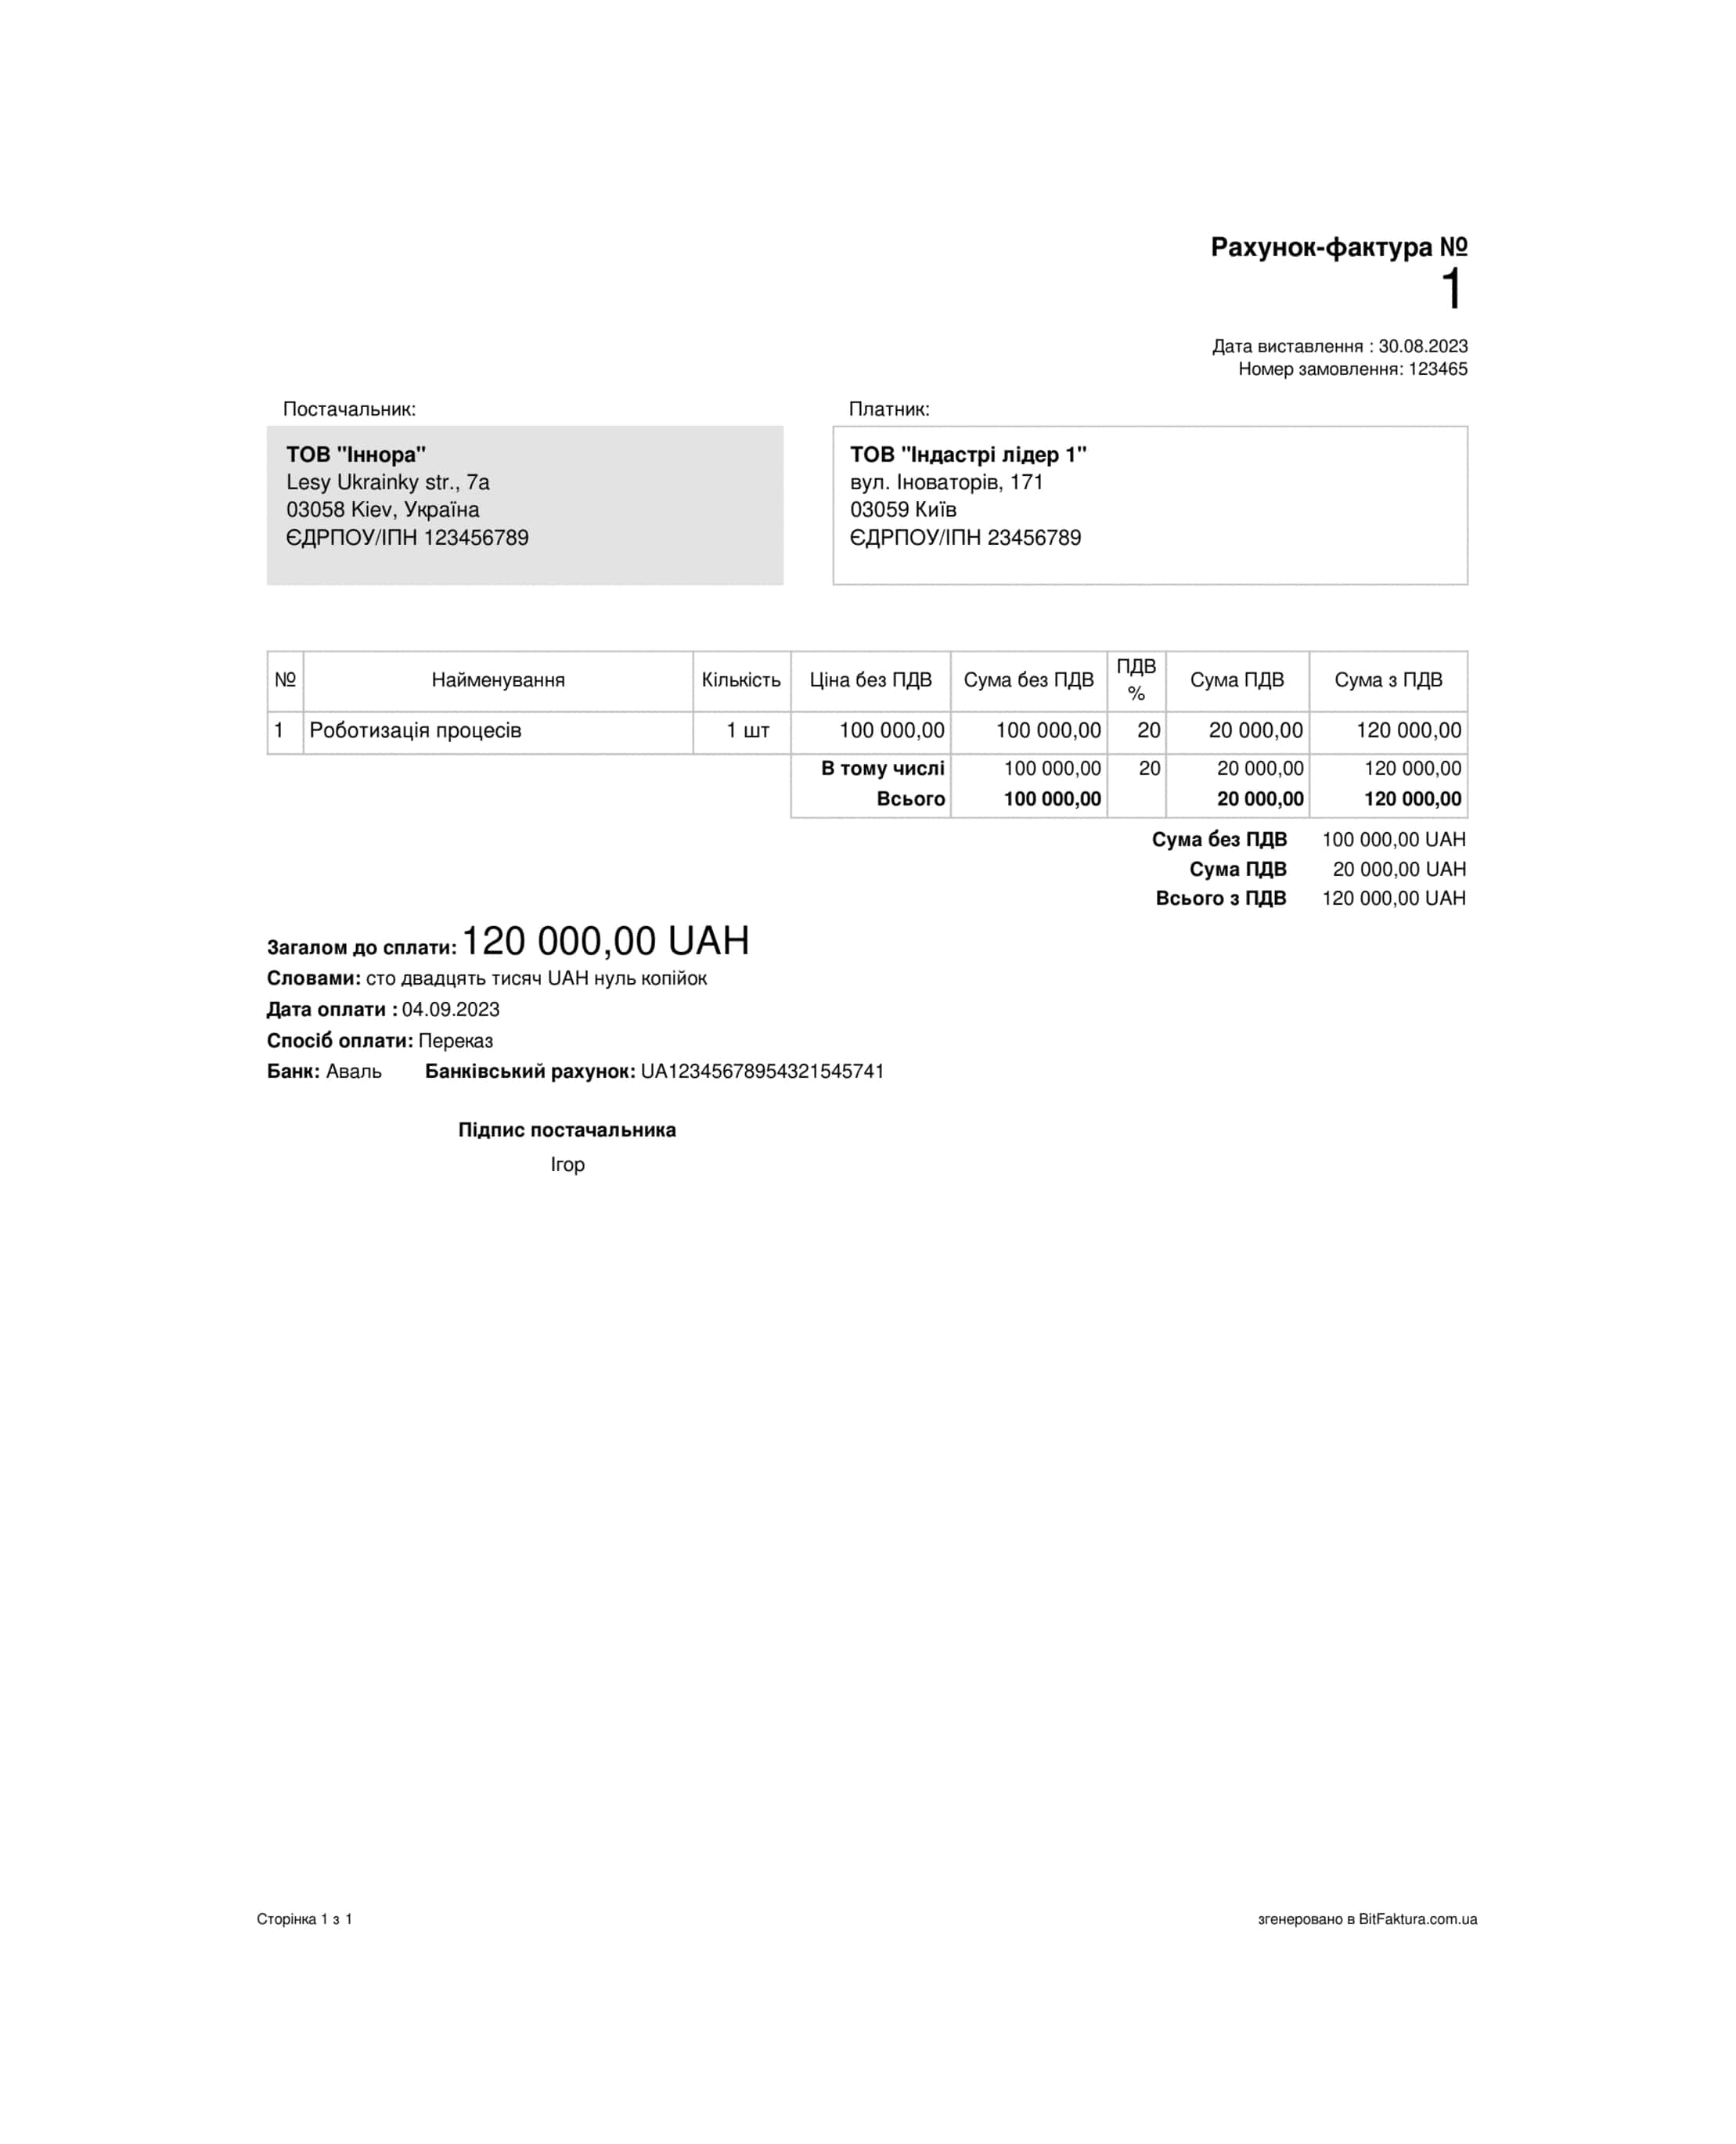 Рахунок-фактура №
1
Дата виставлення : 30.08.2023
Номер замовлення: 123465
Постачальник:
ТОВ "Іннора"
Lesy Ukrainky str., 7a
03058 Kiev, Україна
ЄДРПОУ/ІПН 123456789
Платник:
ТОВ "Індастрі лідер 1"
вул. Іноваторів, 171
03059 Київ
ЄДРПОУ/ІПН 23456789
№ Найменування Кількість Ціна без ПДВ Сума без ПДВ ПДВ % Сума ПДВ Сума з ПДВ
1 Роботизація процесів 1 шт 100 000,00 100 000,00 20 20 000,00 120 000,00
В тому числі 100 000,00 20 20 000,00 120 000,00
Всього 100 000,00 20 000,00 120 000,00
Сума без ПДВ 100 000,00 UAH
Сума ПДВ 20 000,00 UAH
Всього з ПДВ 120 000,00 UAH
Загалом до сплати: 120 000,00 UAH
Словами: сто двадцять тисяч UAH нуль копійок
Дата оплати : 04.09.2023
Спосіб оплати: Переказ
Банк: Аваль Банківський рахунок: UA12345678954321545741
Підпис постачальника
Ігор
Сторінка 1 з 1
згенеровано в BitFaktura.com.ua